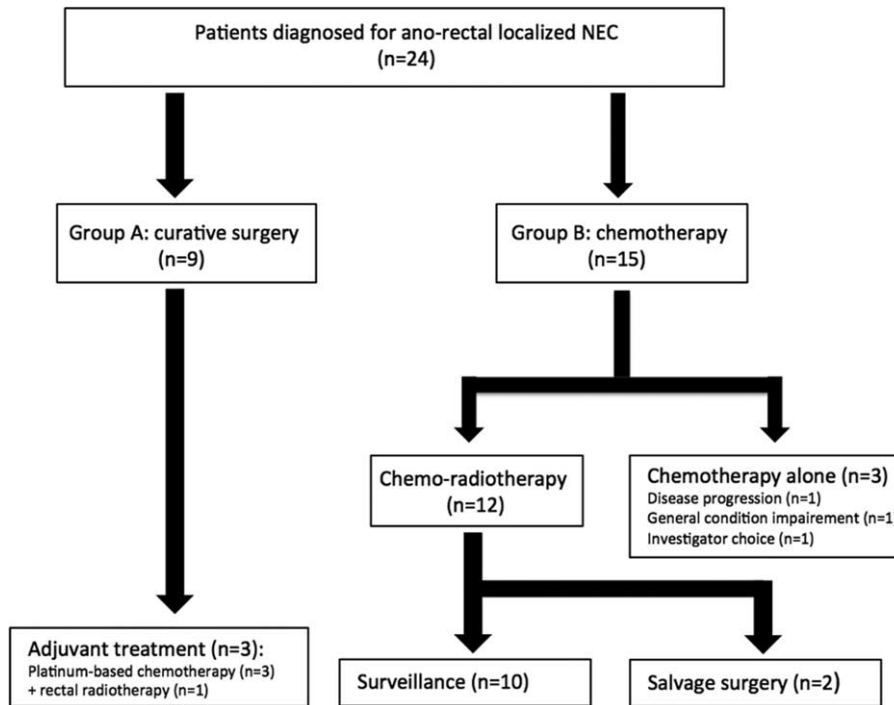 Patients diagnosed for ano-rectal localized NEC
(n=24)
Group A: curative surgery
(n=9)
Group B: chemotherapy
(n=15)
Chemo-radiotherapy
(n=12)
Chemotherapy alone (n=3)
Disease progression (n=1)
General condition impairement (n=1
Investigator choice (n=1)
Adjuvant treatment (n=3):
Platinum-based chemotherapy (n=3)
+ rectal radiotherapy (n=1)
Surveillance (n=10)
Salvage surgery (n=2)